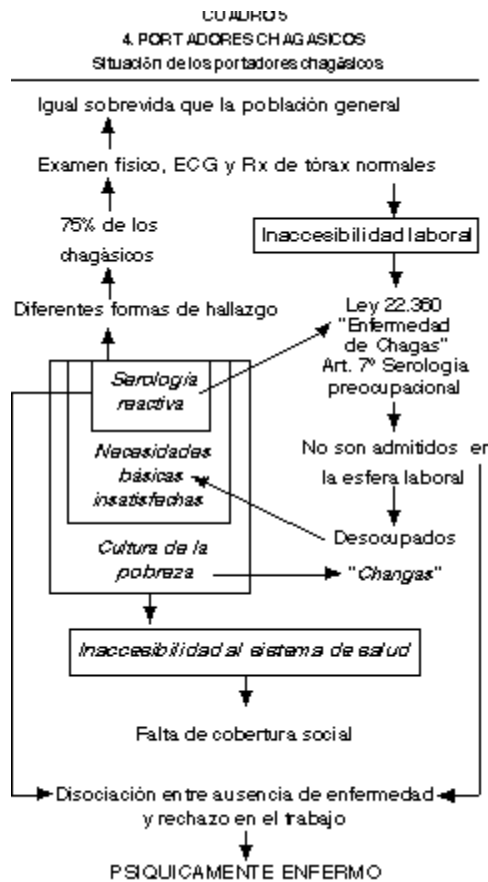 CUADRO 5
4. PORTADORES CHAGASICOS
Situación de los portadores chagásicos
Igual sobrevida que la población general
Examen físico, ECG y Rx de tórax normales
75% de los
chagásicos
Inaccesibilidad laboral
Diferentes formas de hallazgo
Ley 22.360
"Enfermedad
de Chagas"
Art. 7º Serología
preocupacional
Serología
reactiva
Necesidades
básicas
insatisfechas
No son admitidos en
la esfera laboral
Desocupados
Cultura de la
pobreza
"Changas"
Inaccesibilidad al sistema de salud
Falta de cobertura social
Disociación entre ausencia de enfermedad
y rechazo en el trabajo
PSIQUICAMENTE ENFERMO